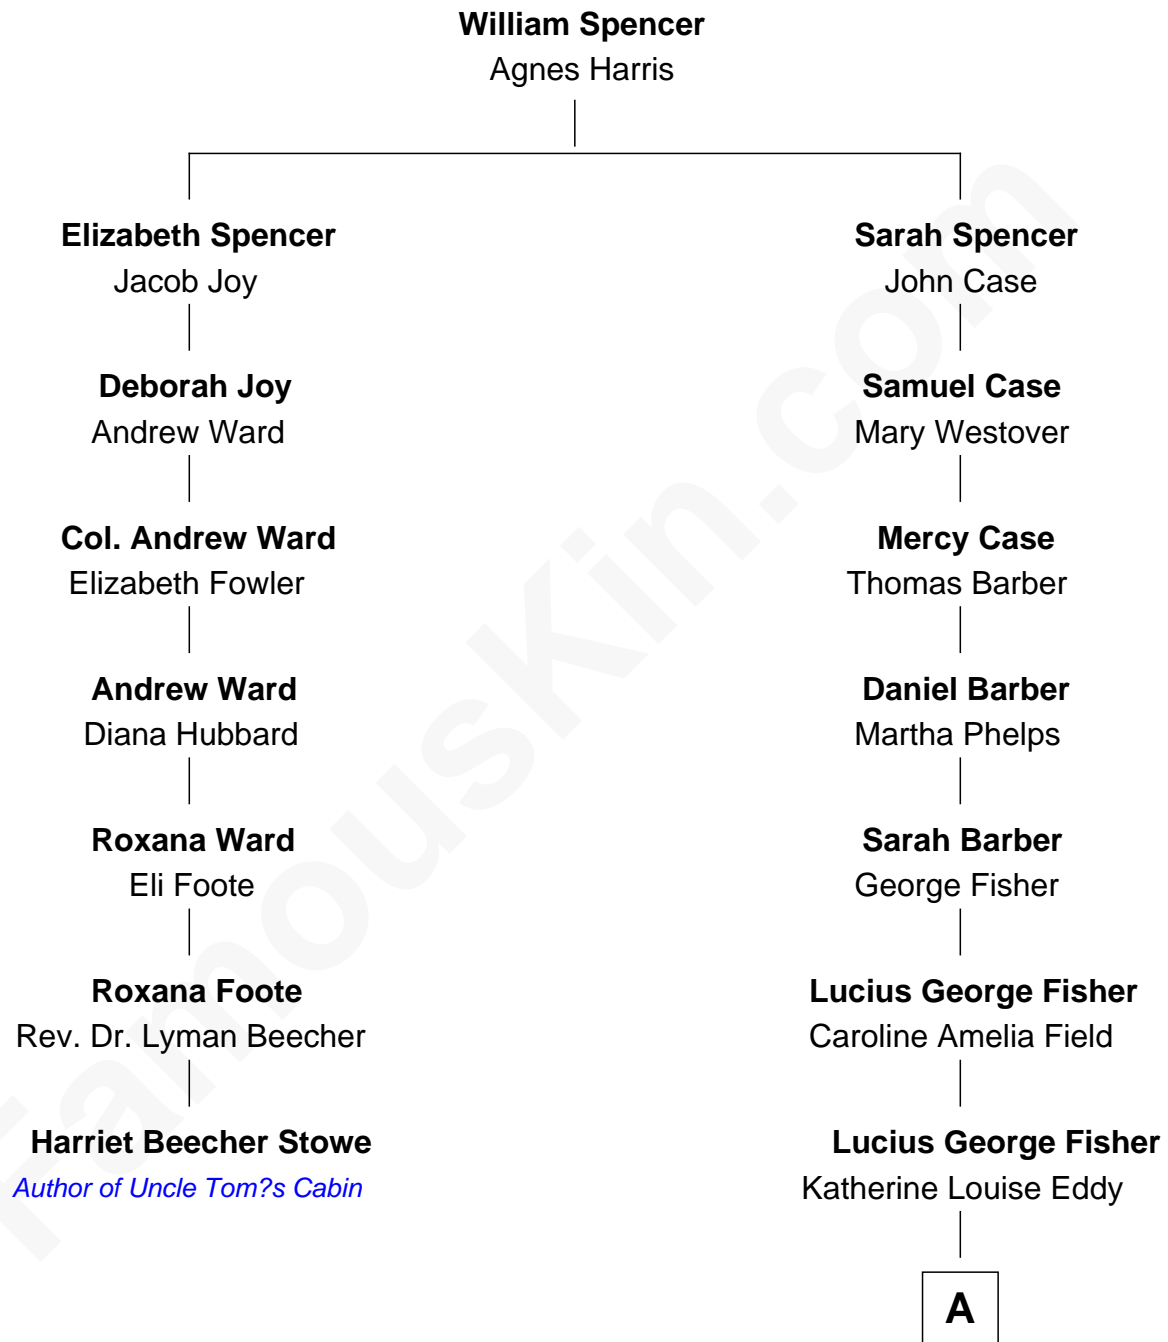 William Spencer
Agnes Harris
Elizabeth Spencer
Jacob Joy
Deborah Joy
Andrew Ward
Col. Andrew Ward
Elizabeth Fowler
Andrew Ward
Diana Hubbard
Roxana Ward
Eli Foote
Roxana Foote
Rev. Dr. Lyman Beecher
Harriet Beecher Stowe
Author of Uncle Tom?s Cabin
Sarah Spencer
John Case
Samuel Case
Mary Westover
Mercy Case
Thomas Barber
Daniel Barber
Martha Phelps
Sarah Barber
George Fisher
Lucius George Fisher
Caroline Amelia Field
Lucius George Fisher
Katherine Louise Eddy
A
FamousKin.com